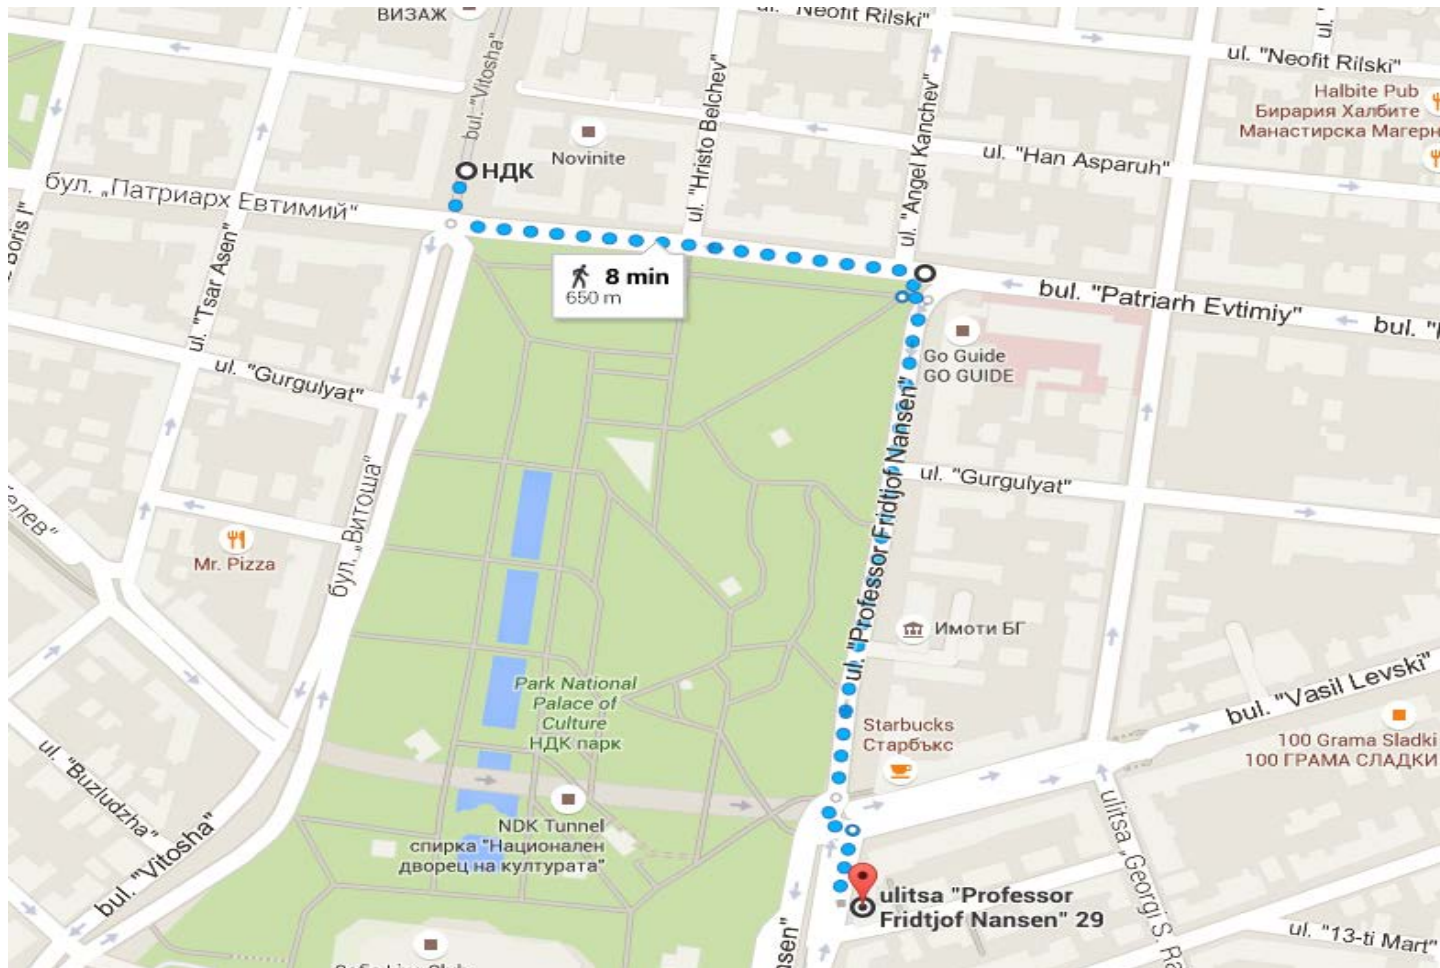 ВИЗАЖ
ul. "Neofit Rilski"
ul.
ul. "Neofit Rilski"
bul. "Vitosha"
ul. "Hristo Belchev"
ul. "Angel Kanchev"
Halbite Pub
Бирария Халбите
Манастирска Магерн
Novinite
ul. "Han Asparuh"
НДК
бул. „Патриарх Евтимий“
Boris I"
ul. "Tsar Asen"
8 min
650 m
bul. "Patriarh Evtimiy"
bul. "
Go Guide
GO GUIDE
ul. "Gurgulyat"
ul. "Professor Fridtjof Nansen"
ul. "Gurgulyat"
бул. „Витоша“
елев“
Mr. Pizza
Имоти БГ
Park National
Palace of
Culture
НДК парк
bul. "Vasil Levski"
Starbucks
Старбъкс
100 Grama Sladki
100 ГРАМА СЛАДКИ
ul. "Buzludzha"
bul. "Vitosha"
NDK Tunnel
спирка "Национален
дворец на културата"
ulitsa „Georgi S. Ra
ulitsa "Professor
Fridtjof Nansen" 29
ul. "13-ti Mart"
nsen"